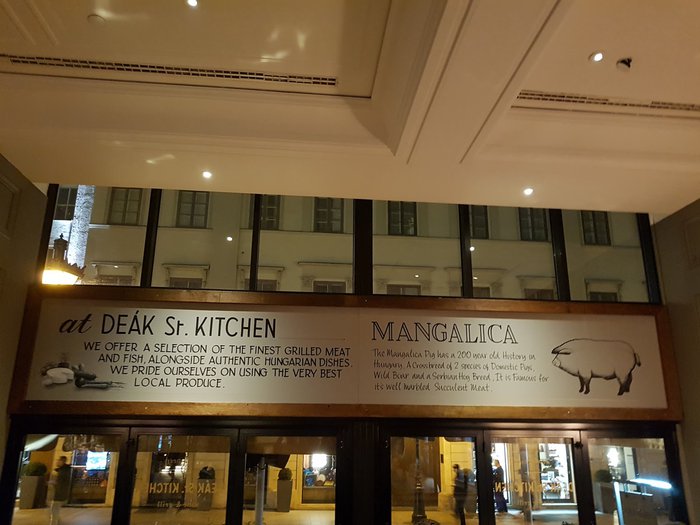 at DEÁK St. KITCHEN
WE OFFER A SELECTION OF THE FINEST GRILLED MEAT
AND FISH, ALONGSIDE AUTHENTIC HUNGARIAN DISHES.
WE PRIDE OURSELVES ON USING THE VERY BEST
LOCAL PRODUCE.
MANGALICA
The Mangalica Pig has a 200 year old History in
Hungary. A Crossbreed of 2 species of Domestic Pigs,
Wild Boar and a Serbian Hog Breed. It is Famous for
its well Marbled Succulent Meat.
DEÁK ST. KITCHEN